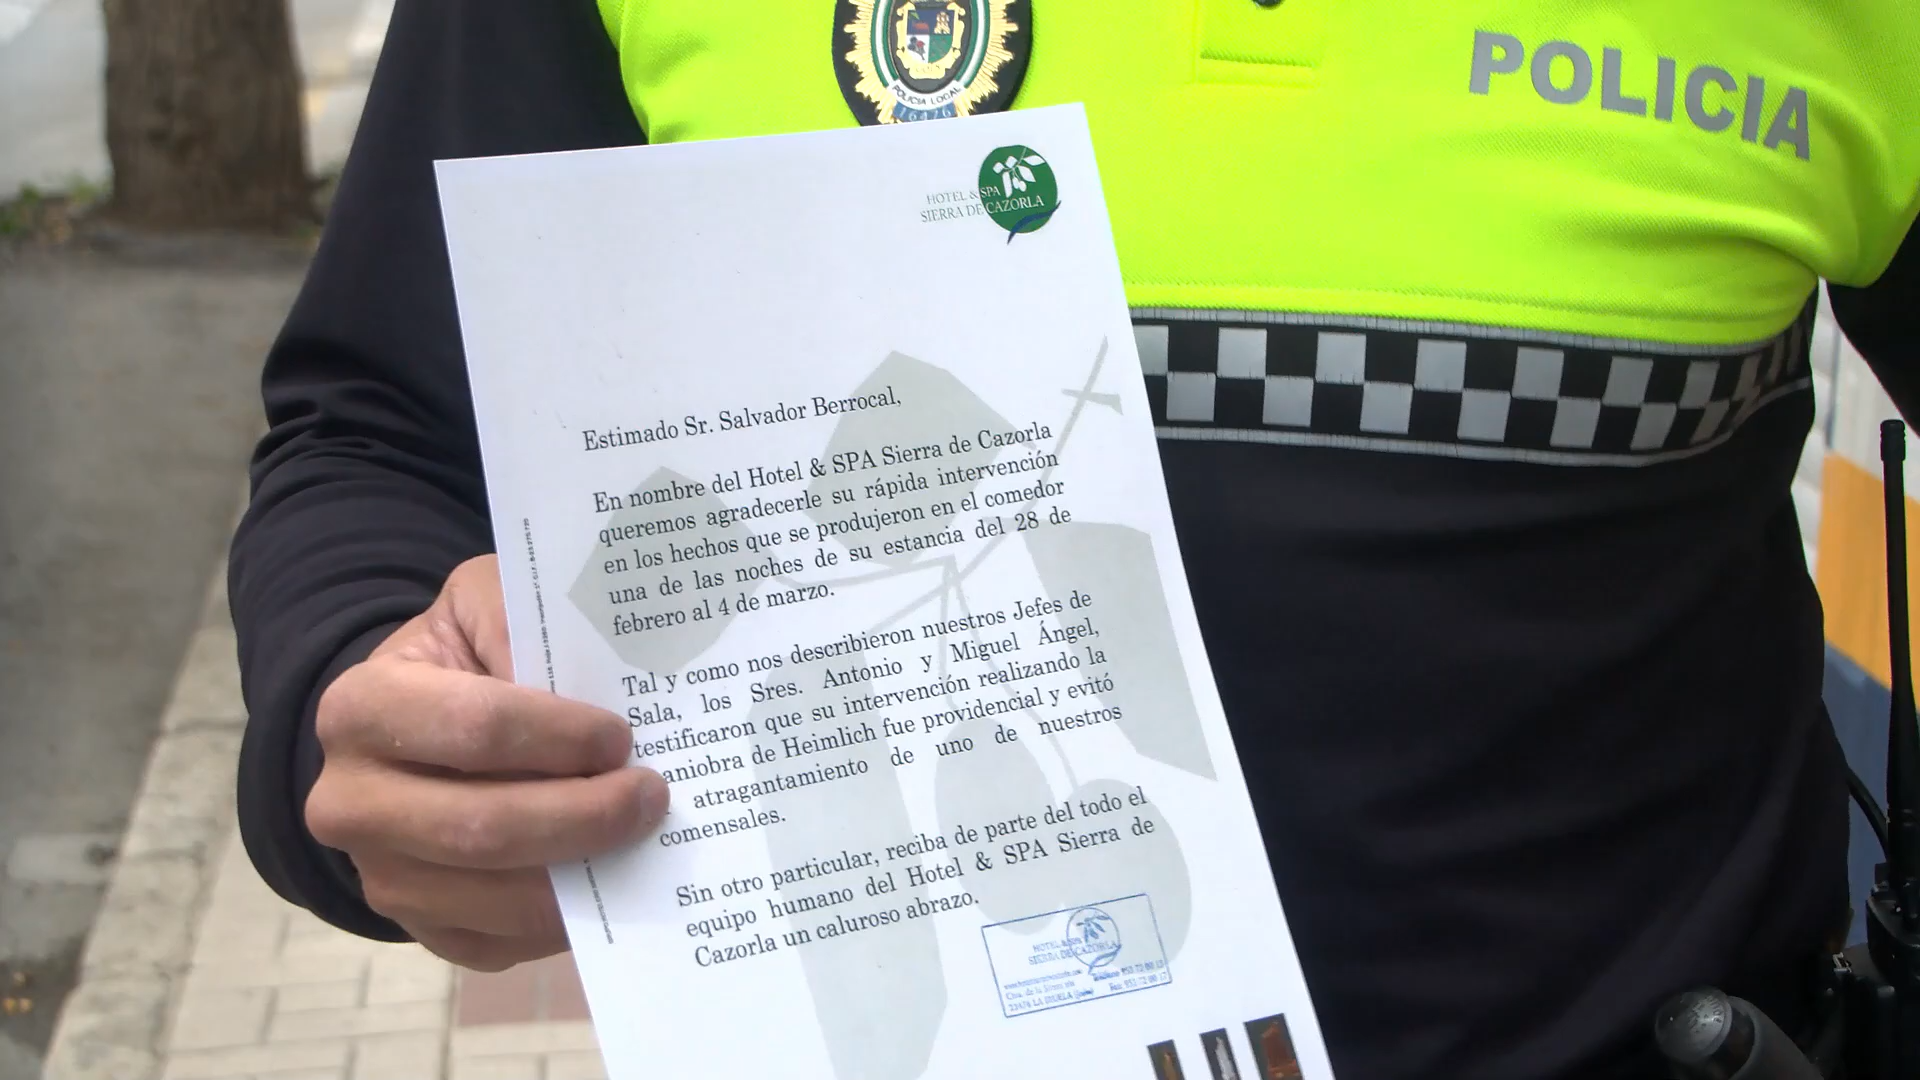 POLICIA
POLICIA LOCAL
HOTEL & SPA
SIERRA DE CAZORLA
Estimado Sr. Salvador Berrocal,
En nombre del Hotel & SPA Sierra de Cazorla
queremos agradecerle su rápida intervención
en los hechos que se produjeron en el comedor
una de las noches de su estancia del 28 de
febrero al 4 de marzo.
Tal y como nos describieron nuestros Jefes de
Sala, los Sres. Antonio y Miguel Ángel,
testificaron que su intervención realizando la
aniobra de Heimlich fue providencial y evitó
atragantamiento de uno de nuestros
comensales.
Sin otro particular, reciba de parte del todo el
equipo humano del Hotel & SPA Sierra de
Cazorla un caluroso abrazo.
HOTEL & SPA
SIERRA DE CAZORLA